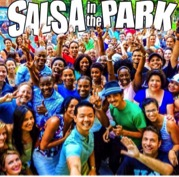 SALSA in the PARK